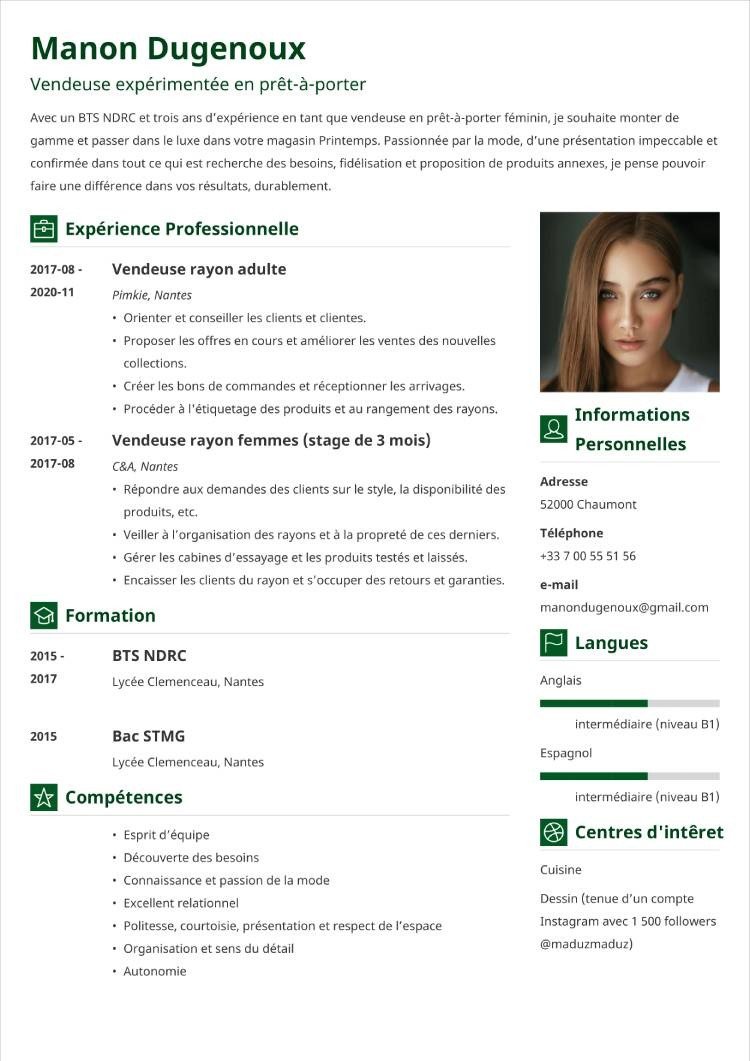 Manon Dugenoux
Vendeuse expérimentée en prêt-à-porter
Avec un BTS NDRC et trois ans d'expérience en tant que vendeuse en prêt-à-porter féminin, je souhaite monter de
gamme et passer dans le luxe dans votre magasin Printemps. Passionnée par la mode, d'une présentation impeccable et
confirmée dans tout ce qui est recherche des besoins, fidélisation et proposition de produits annexes, je pense pouvoir
faire une différence dans vos résultats, durablement.
Expérience Professionnelle
2017-08 -
2020-11
Vendeuse rayon adulte
Pimkie, Nantes
• Orienter et conseiller les clients et clientes.
• Proposer les offres en cours et améliorer les ventes des nouvelles
collections.
• Créer les bons de commandes et réceptionner les arrivages.
• Procéder à l'étiquetage des produits et au rangement des rayons.
2017-05 -
2017-08
Vendeuse rayon femmes (stage de 3 mois)
C&A, Nantes
• Répondre aux demandes des clients sur le style, la disponibilité des
produits, etc.
• Veiller à l'organisation des rayons et à la propreté de ces derniers.
• Gérer les cabines d'essayage et les produits testés et laissés.
• Encaisser les clients du rayon et s'occuper des retours et garanties.
Formation
2015 -
2017
BTS NDRC
Lycée Clemenceau, Nantes
2015
Bac STMG
Lycée Clemenceau, Nantes
Compétences
• Esprit d'équipe
• Découverte des besoins
• Connaissance et passion de la mode
• Excellent relationnel
• Politesse, courtoisie, présentation et respect de l'espace
• Organisation et sens du détail
• Autonomie
Informations
Personnelles
Adresse
52000 Chaumont
Téléphone
+33 7 00 55 51 56
e-mail
manondugenoux@gmail.com
Langues
Anglais
intermédiaire (niveau B1)
Espagnol
intermédiaire (niveau B1)
Centres d'intêret
Cuisine
Dessin (tenue d'un compte
Instagram avec 1 500 followers
@maduzmaduz)